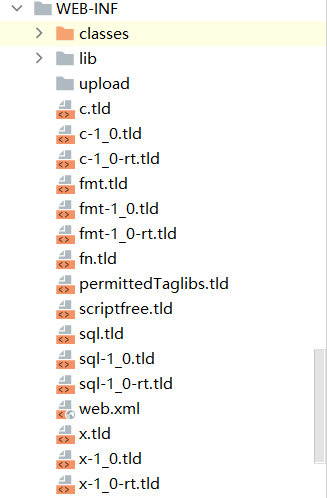 WEB-INF
classes
lib
upload
c.tld
c-1_0.tld
c-1_0-rt.tld
fmt.tld
fmt-1_0.tld
fmt-1_0-rt.tld
fn.tld
permittedTaglibs.tld
scriptfree.tld
sql.tld
sql-1_0.tld
sql-1_0-rt.tld
web.xml
x.tld
x-1_0.tld
x-1_0-rt.tld